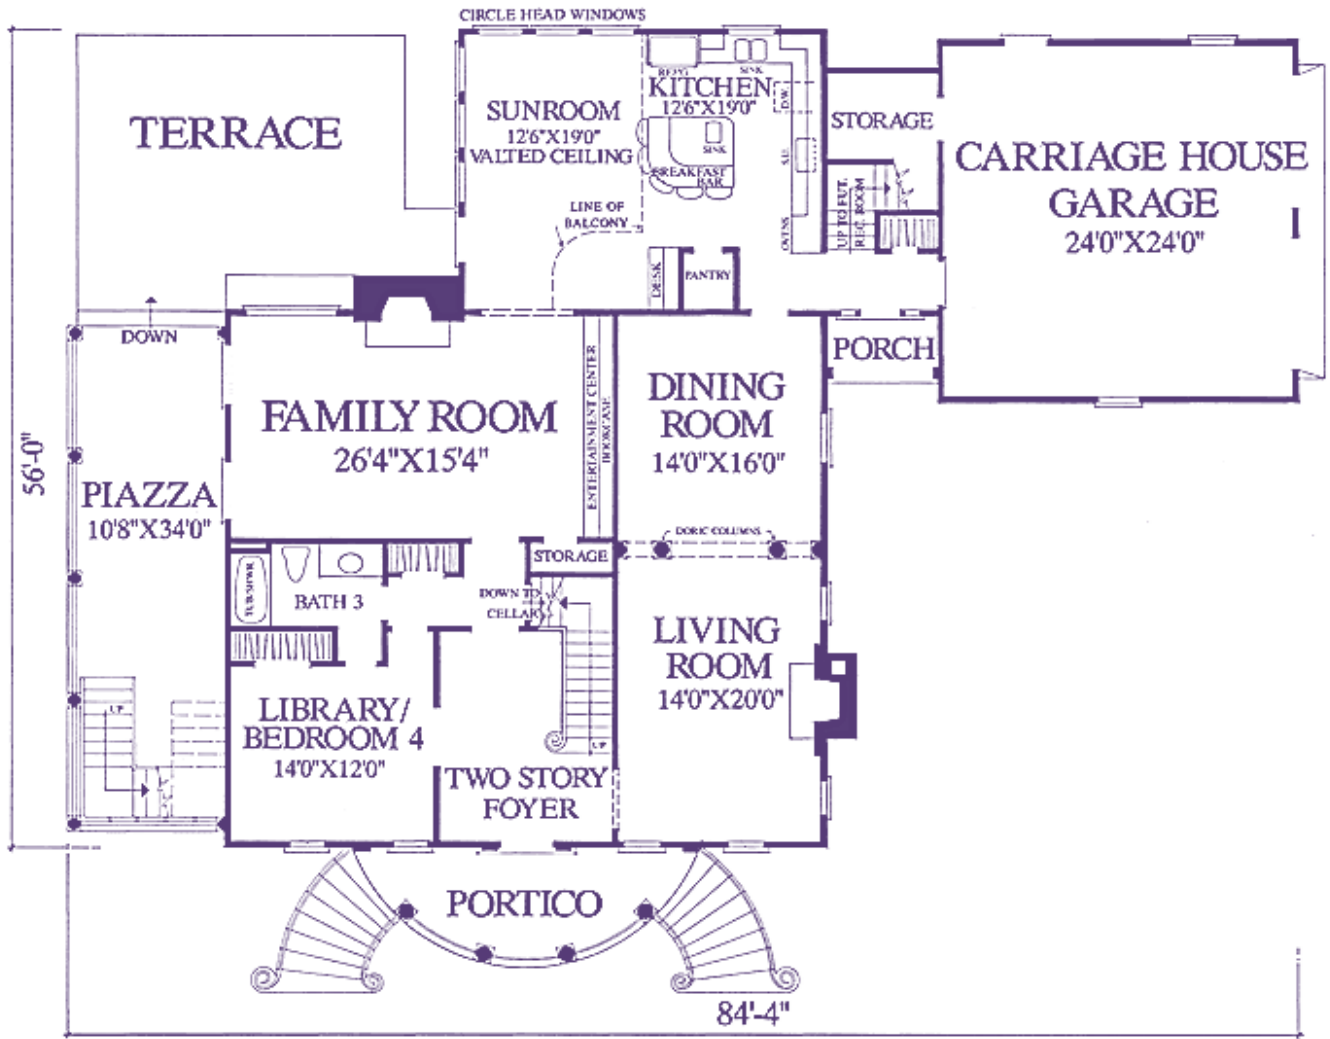 CIRCLE HEAD WINDOWS
TERRACE
SUNROOM
12'6"X19'0"
VALTED CEILING
LINE OF
BALCONY
REF'G
SINK
KITCHEN
12'6"X19'0"
D.W.
SINK
BREAKFAST
BAR
OVENS
DESK
PANTRY
STORAGE
UP TO FUT.
REC. ROOM
CARRIAGE HOUSE
GARAGE
24'0"X24'0"
PORCH
DOWN
FAMILY ROOM
26'4"X15'4"
ENTERTAINMENT CENTER
BOOKCASE
DINING
ROOM
14'0"X16'0"
56'-0"
PIAZZA
10'8"X34'0"
DORIC COLUMNS
STORAGE
TUB/SHWR
BATH 3
DOWN TO
CELLAR
LIVING
ROOM
14'0"X20'0"
UP
LIBRARY/
BEDROOM 4
14'0"X12'0"
UP
TWO STORY
FOYER
PORTICO
84'-4"